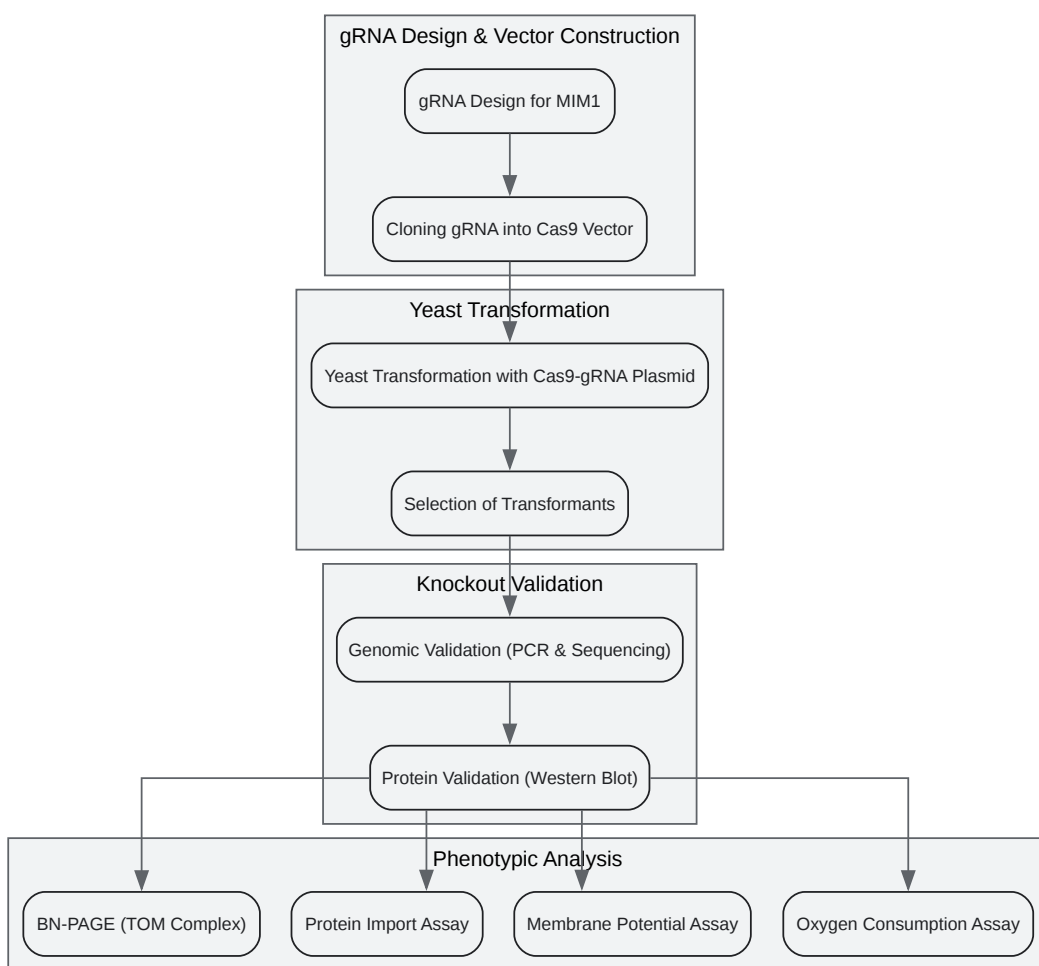 gRNA Design & Vector Construction
gRNA Design for MIM1
Cloning gRNA into Cas9 Vector
Yeast Transformation
Yeast Transformation with Cas9-gRNA Plasmid
Selection of Transformants
Knockout Validation
Genomic Validation (PCR & Sequencing)
Protein Validation (Western Blot)
Phenotypic Analysis
BN-PAGE (TOM Complex)
Protein Import Assay
Membrane Potential Assay
Oxygen Consumption Assay